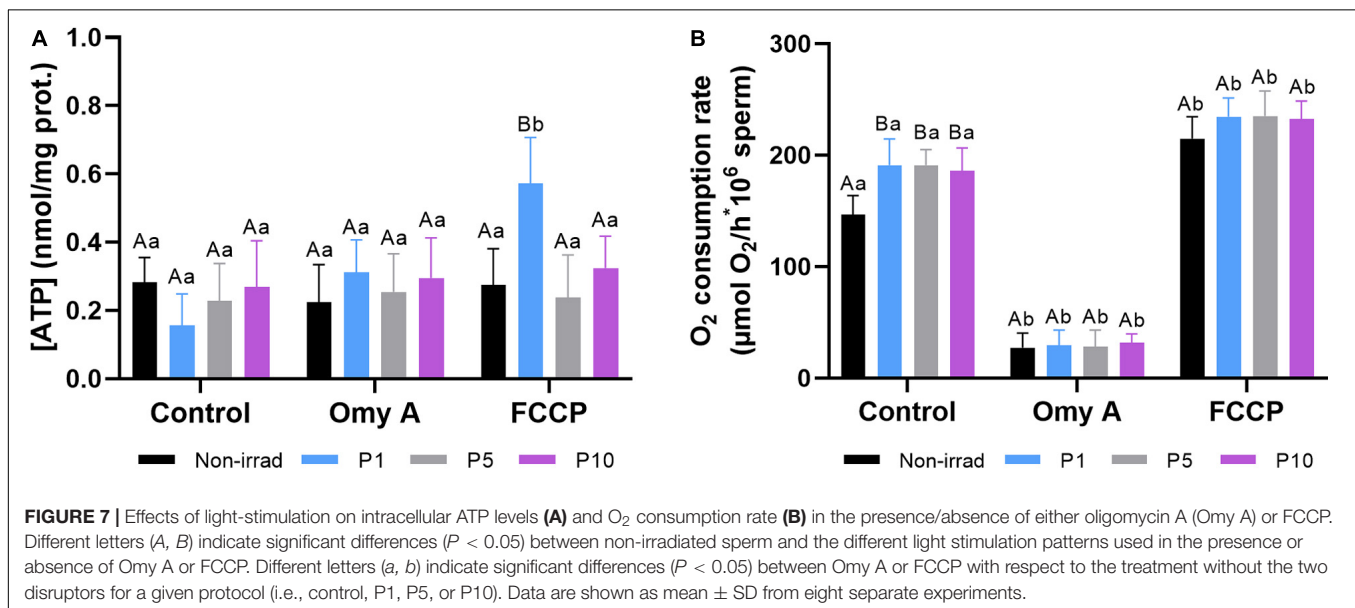 A
[ATP] (nmol/mg prot.)
1.0
0.8
0.6
0.4
0.2
0.0
Aa Aa Aa Aa
Aa Aa Aa Aa
Aa Bb Aa Aa
Control Omy A FCCP
Non-irrad P1 P5 P10
B
O₂ consumption rate
(µmol O₂/h*10⁶ sperm)
300
200
100
0
Aa Ba Ba Ba
Ab Ab Ab Ab
Ab Ab Ab Ab
Control Omy A FCCP
Non-irrad P1 P5 P10
FIGURE 7 | Effects of light-stimulation on intracellular ATP levels (A) and O₂ consumption rate (B) in the presence/absence of either oligomycin A (Omy A) or FCCP.
Different letters (A, B) indicate significant differences (P < 0.05) between non-irradiated sperm and the different light stimulation patterns used in the presence or
absence of Omy A or FCCP. Different letters (a, b) indicate significant differences (P < 0.05) between Omy A or FCCP with respect to the treatment without the two
disruptors for a given protocol (i.e., control, P1, P5, or P10). Data are shown as mean ± SD from eight separate experiments.